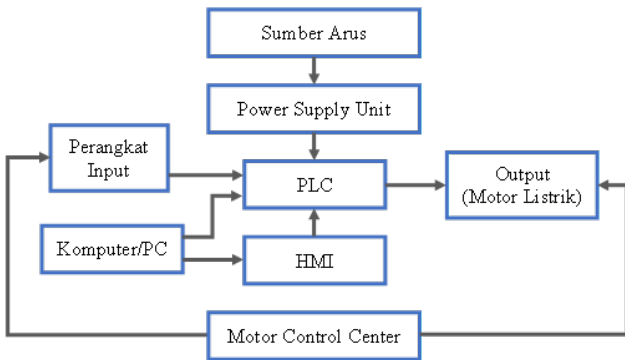 Sumber Arus
Power Supply Unit
Perangkat
Input
PLC
Output
(Motor Listrik)
Komputer/PC
HMI
Motor Control Center